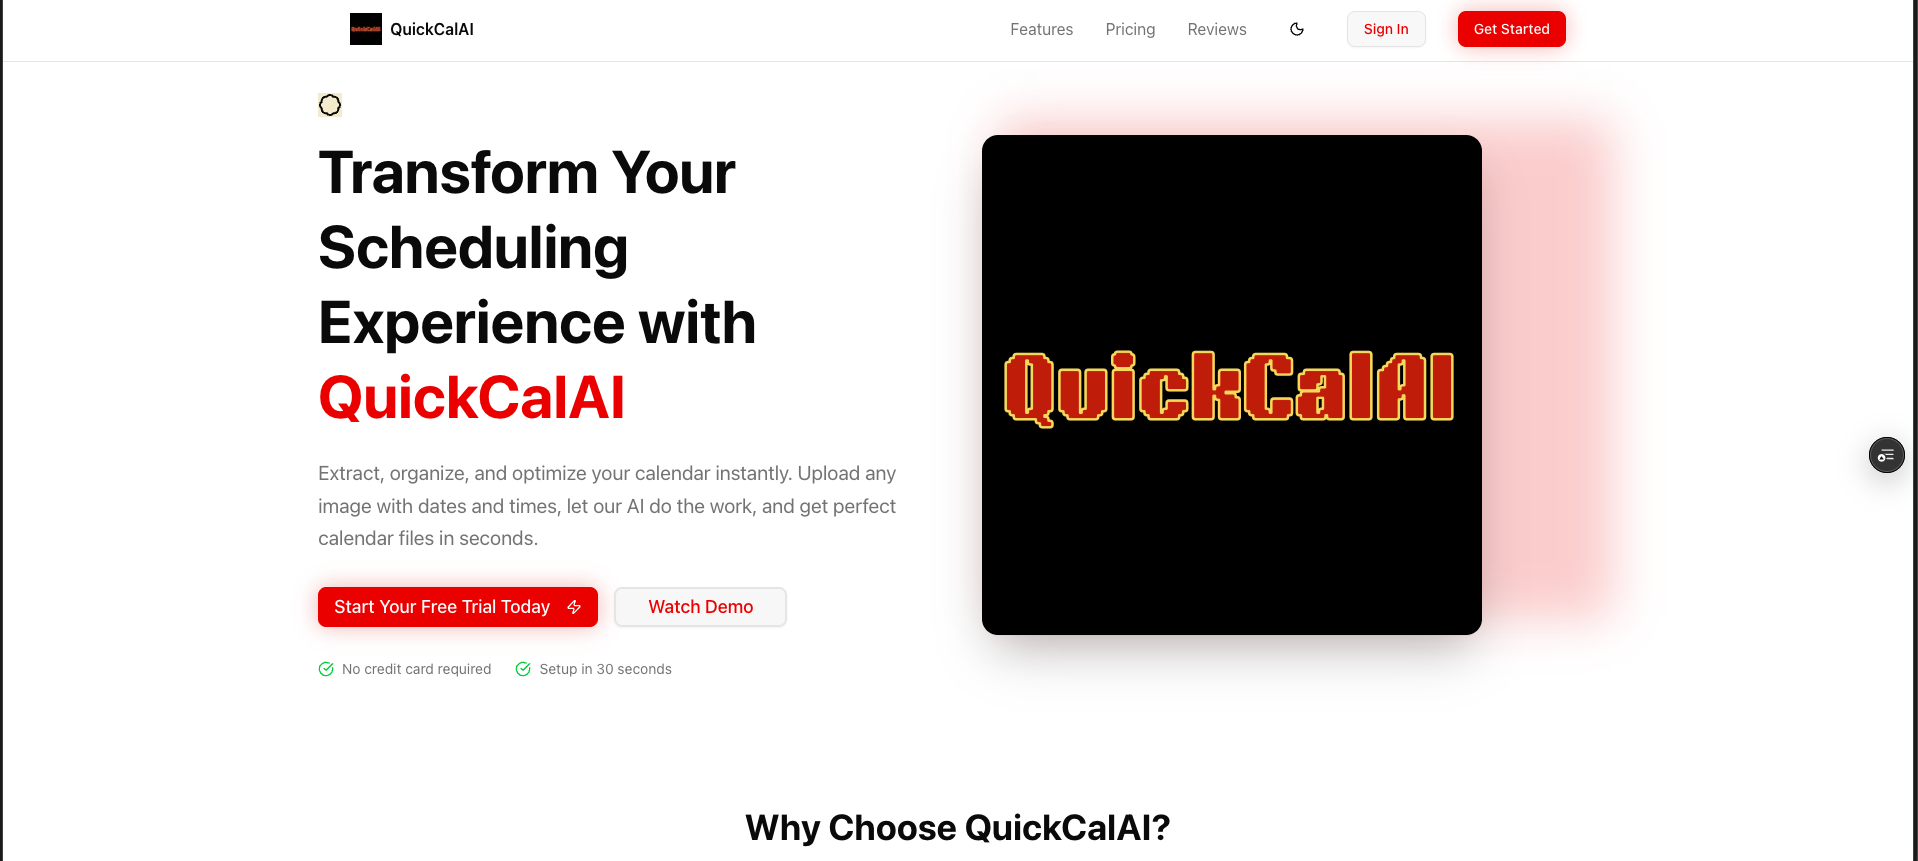 QuickCalAI
Features
Pricing
Reviews
Sign In
Get Started
Transform Your
Scheduling
Experience with
QuickCalAI
Extract, organize, and optimize your calendar instantly. Upload any
image with dates and times, let our AI do the work, and get perfect
calendar files in seconds.
Start Your Free Trial Today
Watch Demo
No credit card required
Setup in 30 seconds
QuickCalAI
Why Choose QuickCalAI?